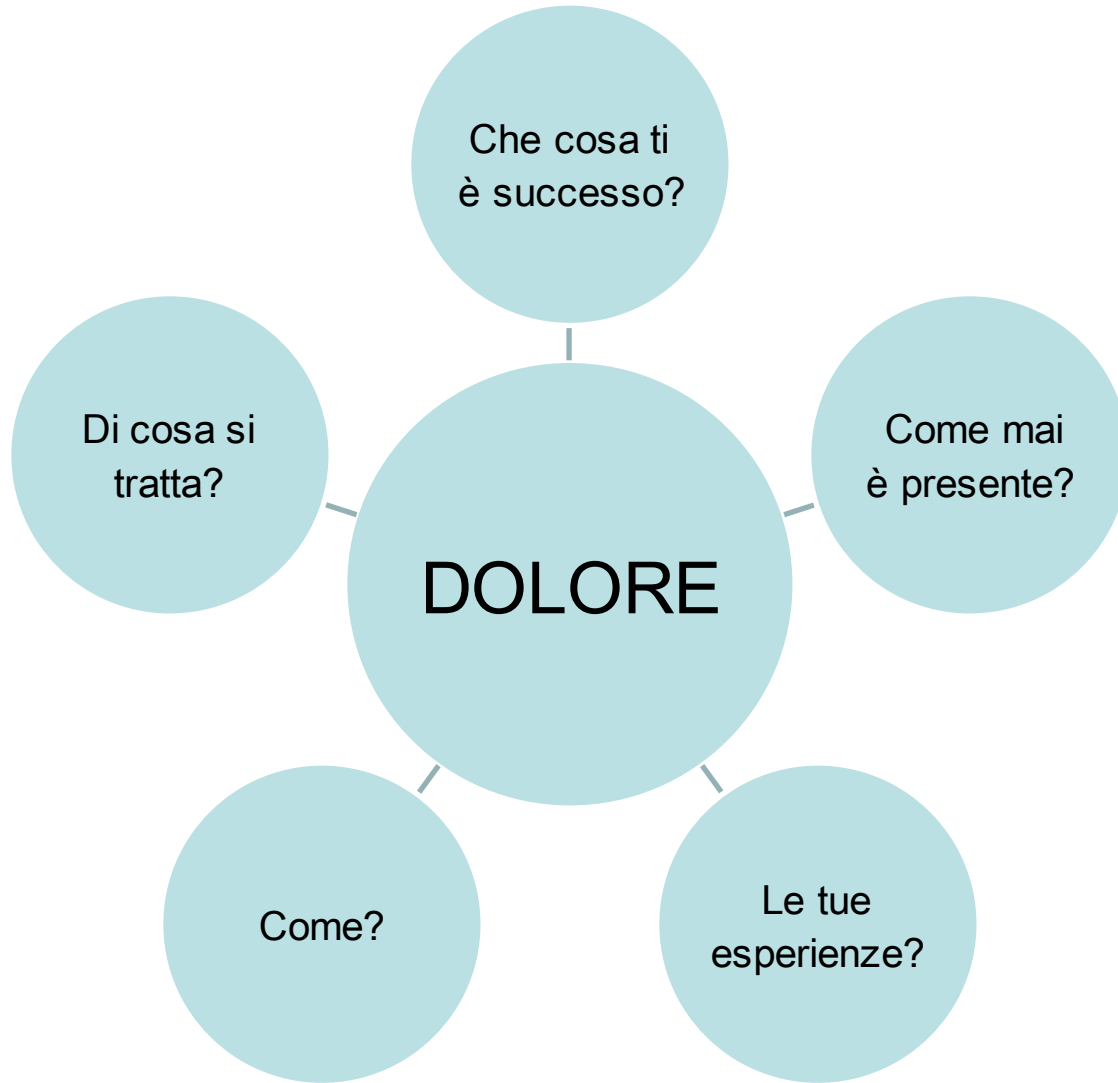 Che cosa ti
è successo?
Di cosa si
tratta?
Come mai
è presente?
DOLORE
Come?
Le tue
esperienze?